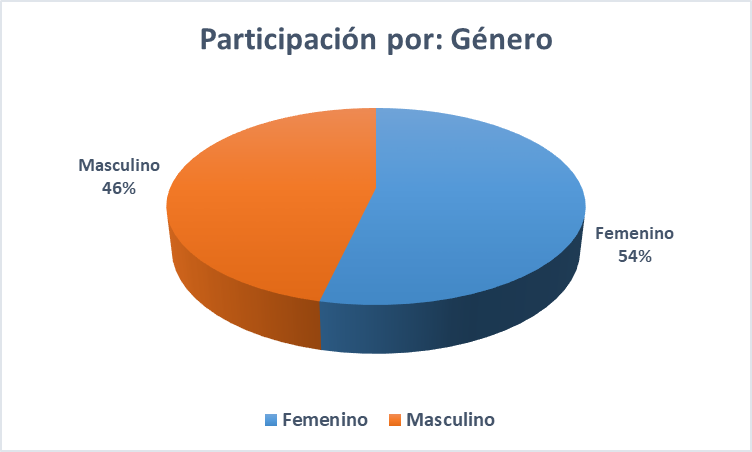 Participación por: Género
Masculino
46%
Femenino
54%
Femenino
Masculino